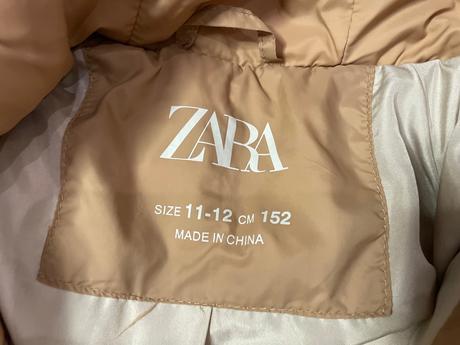 ZARA
SIZE 11-12 CM 152
MADE IN CHINA